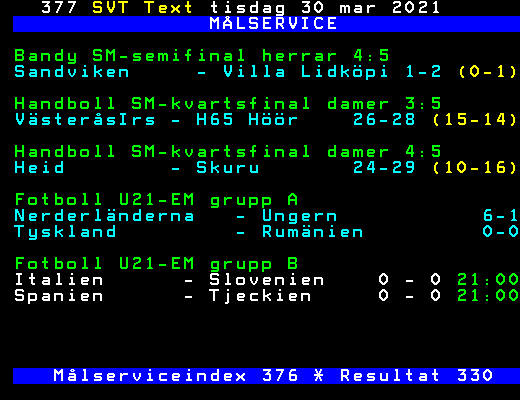 377 SVT Text tisdag 30 mar 2021
MÅLSERVICE
Bandy SM-semifinal herrar 4:5
Sandviken - Villa Lidköpi 1-2 (0-1)
Handboll SM-kvartsfinal damer 3:5
VästeråsIrs - H65 Höör 26-28 (15-14)
Handboll SM-kvartsfinal damer 4:5
Heid - Skuru 24-29 (10-16)
Fotboll U21-EM grupp A
Nerderländerna - Ungern 6-1
Tyskland - Rumänien 0-0
Fotboll U21-EM grupp B
Italien - Slovenien 0 - 0 21:00
Spanien - Tjeckien 0 - 0 21:00
Målserviceindex 376 * Resultat 330